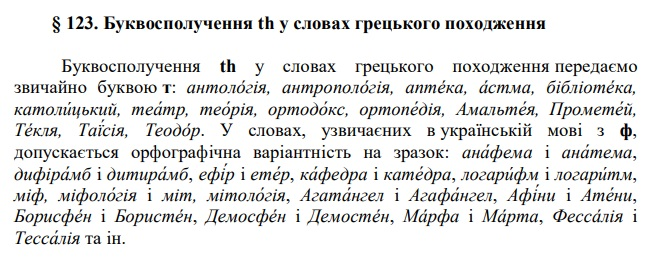 § 123. Буквосполучення th у словах грецького походження
Буквосполучення th у словах грецького походження передаємо
звичайно буквою т: антоло́гія, антрополо́гія, апте́ка, а́стма, бібліоте́ка,
католи́цький, теа́тр, тео́рія, ортодо́кс, ортопе́дія, Амальте́я, Промете́й,
Те́кля, Таї́сія, Теодо́р. У словах, узвичаєних в українській мові з ф,
допускається орфографічна варіантність на зразок: ана́фема і ана́тема,
дифіра́мб і дитира́мб, ефі́р і ете́р, ка́федра і кате́дра, логари́фм і логари́тм,
міф, міфоло́гія і міт, мітоло́гія, Агата́нгел і Агафа́нгел, Афі́ни і Ате́ни,
Борисфе́н і Бористе́н, Демосфе́н і Демосте́н, Ма́рфа і Ма́рта, Фесса́лія і
Тесса́лія та ін.